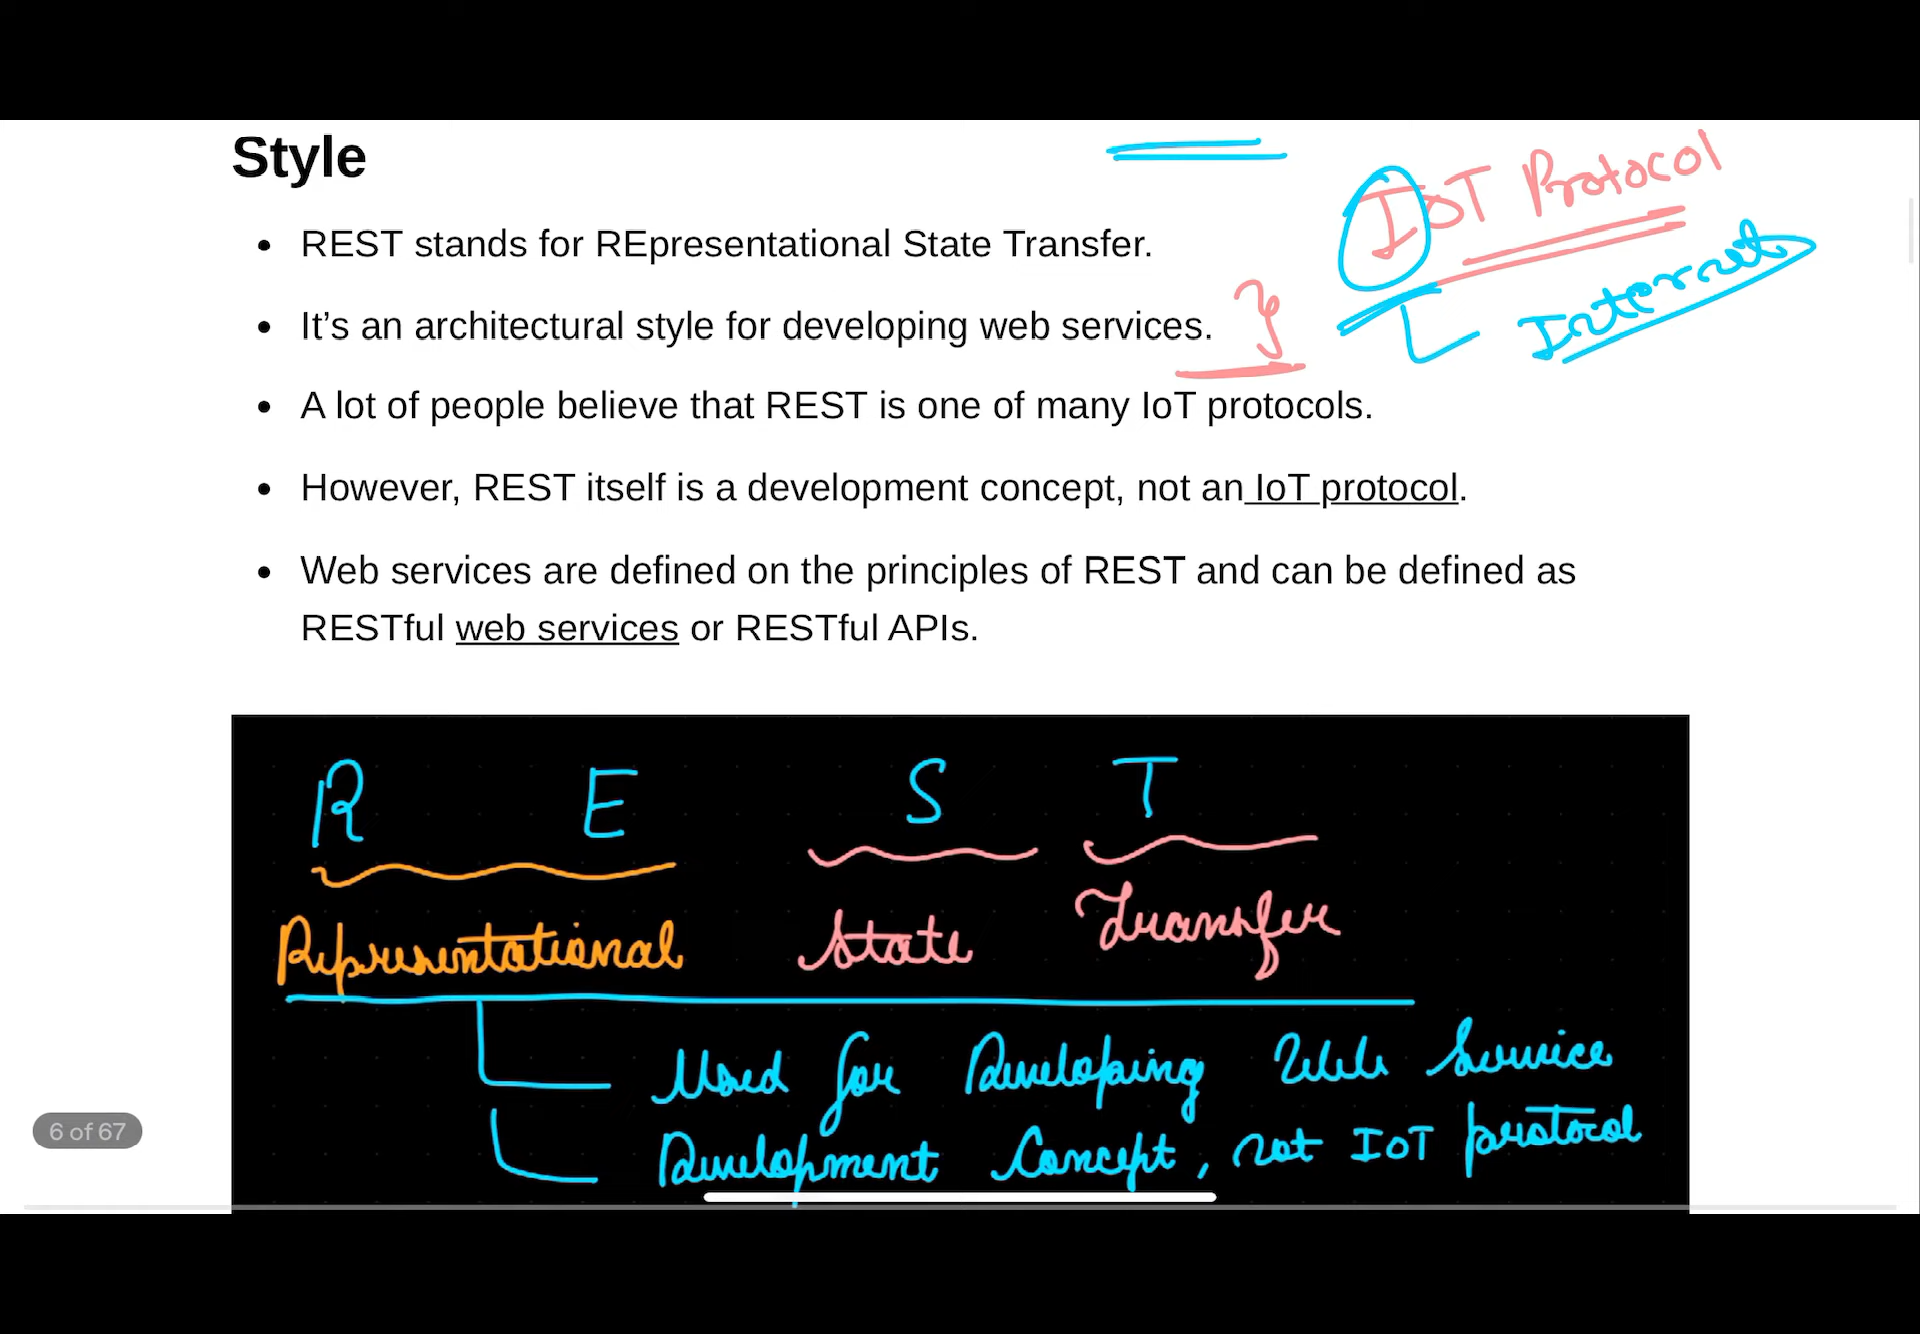 Style
IoT Protocol
REST stands for REpresentational State Transfer.
Internet
It’s an architectural style for developing web services.
A lot of people believe that REST is one of many IoT protocols.
However, REST itself is a development concept, not an IoT protocol.
Web services are defined on the principles of REST and can be defined as
RESTful web services or RESTful APIs.
R E S T
Representational State Transfer
Used for Developing Web Service
Development Concept, not IoT protocol
6 of 67